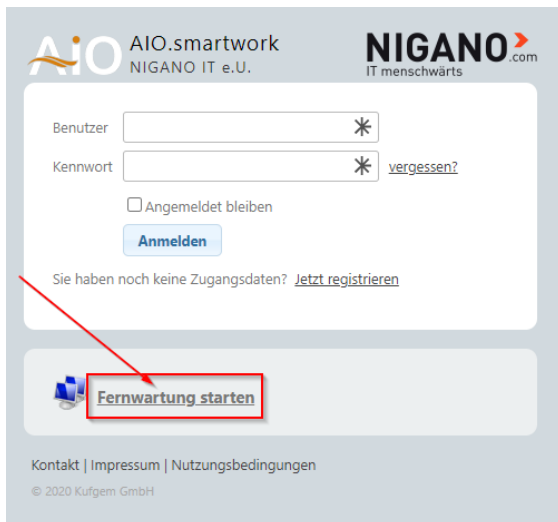 AiO AIO.smartwork
NIGANO IT e.U.
NIGANO.com
IT menschwärts
Benutzer
Kennwort vergessen?
Angemeldet bleiben
Anmelden
Sie haben noch keine Zugangsdaten? Jetzt registrieren
Fernwartung starten
Kontakt | Impressum | Nutzungsbedingungen
© 2020 Kufgem GmbH